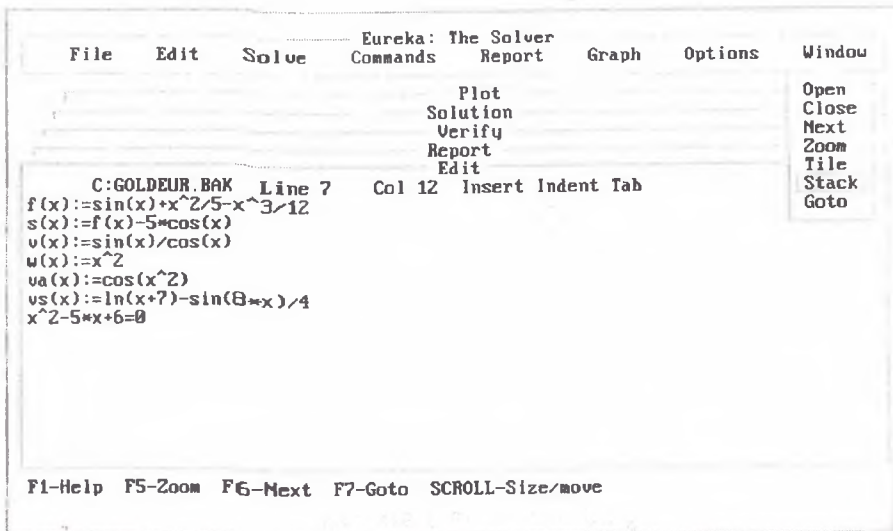 Eureka: The Solver
File Edit Solve Commands Report Graph Options Window
Plot
Solution
Verify
Report
Edit
Open
Close
Next
Zoom
Tile
Stack
Goto
C:GOLDEUR.BAK Line 7 Col 12 Insert Indent Tab
f(x):=sin(x)+x^2/5-x^3/12
s(x):=f(x)-5*cos(x)
v(x):=sin(x)/cos(x)
w(x):=x^2
va(x):=cos(x^2)
vs(x):=ln(x+7)-sin(8*x)/4
x^2-5*x+6=0
F1-Help F5-Zoom F6-Next F7-Goto SCROLL-Size/move